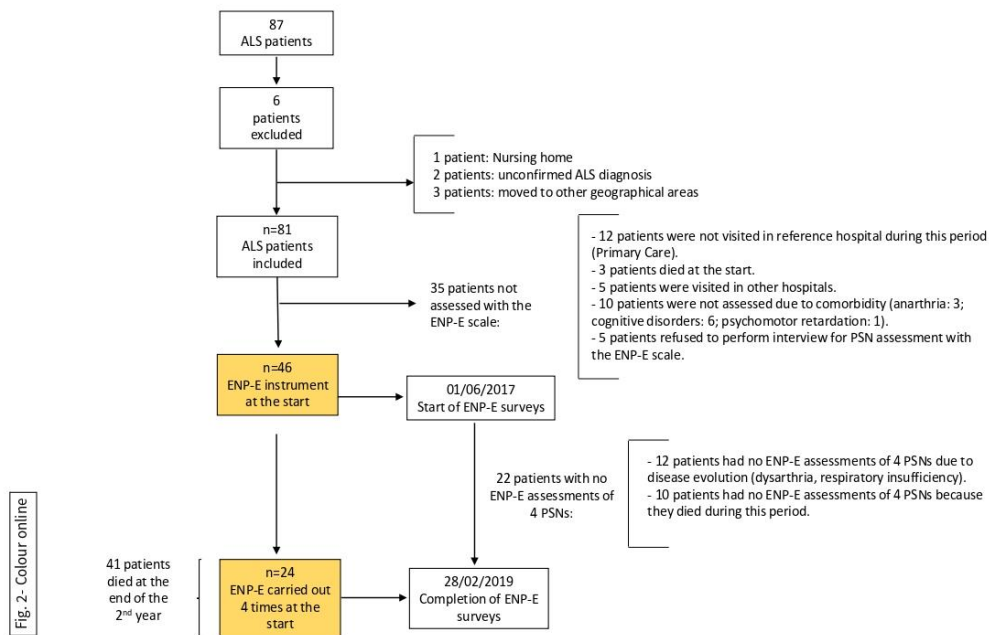 87
ALS patients
6
patients
excluded
1 patient: Nursing home
2 patients: unconfirmed ALS diagnosis
3 patients: moved to other geographical areas
n=81
ALS patients
included
35 patients not
assessed with the
ENP-E scale:
- 12 patients were not visited in reference hospital during this period
(Primary Care).
- 3 patients died at the start.
- 5 patients were visited in other hospitals.
- 10 patients were not assessed due to comorbidity (anarthria: 3;
cognitive disorders: 6; psychomotor retardation: 1).
- 5 patients refused to perform interview for PSN assessment with
the ENP-E scale.
n=46
ENP-E instrument
at the start
01/06/2017
Start of ENP-E surveys
22 patients with no
ENP-E assessments of
4 PSNs:
- 12 patients had no ENP-E assessments of 4 PSNs due to
disease evolution (dysarthria, respiratory insufficiency).
- 10 patients had no ENP-E assessments of 4 PSNs because
they died during this period.
41 patients
died at the
end of the
2nd year
n=24
ENP-E carried out
4 times at the
start
28/02/2019
Completion of ENP-E
surveys
Fig. 2- Colour online